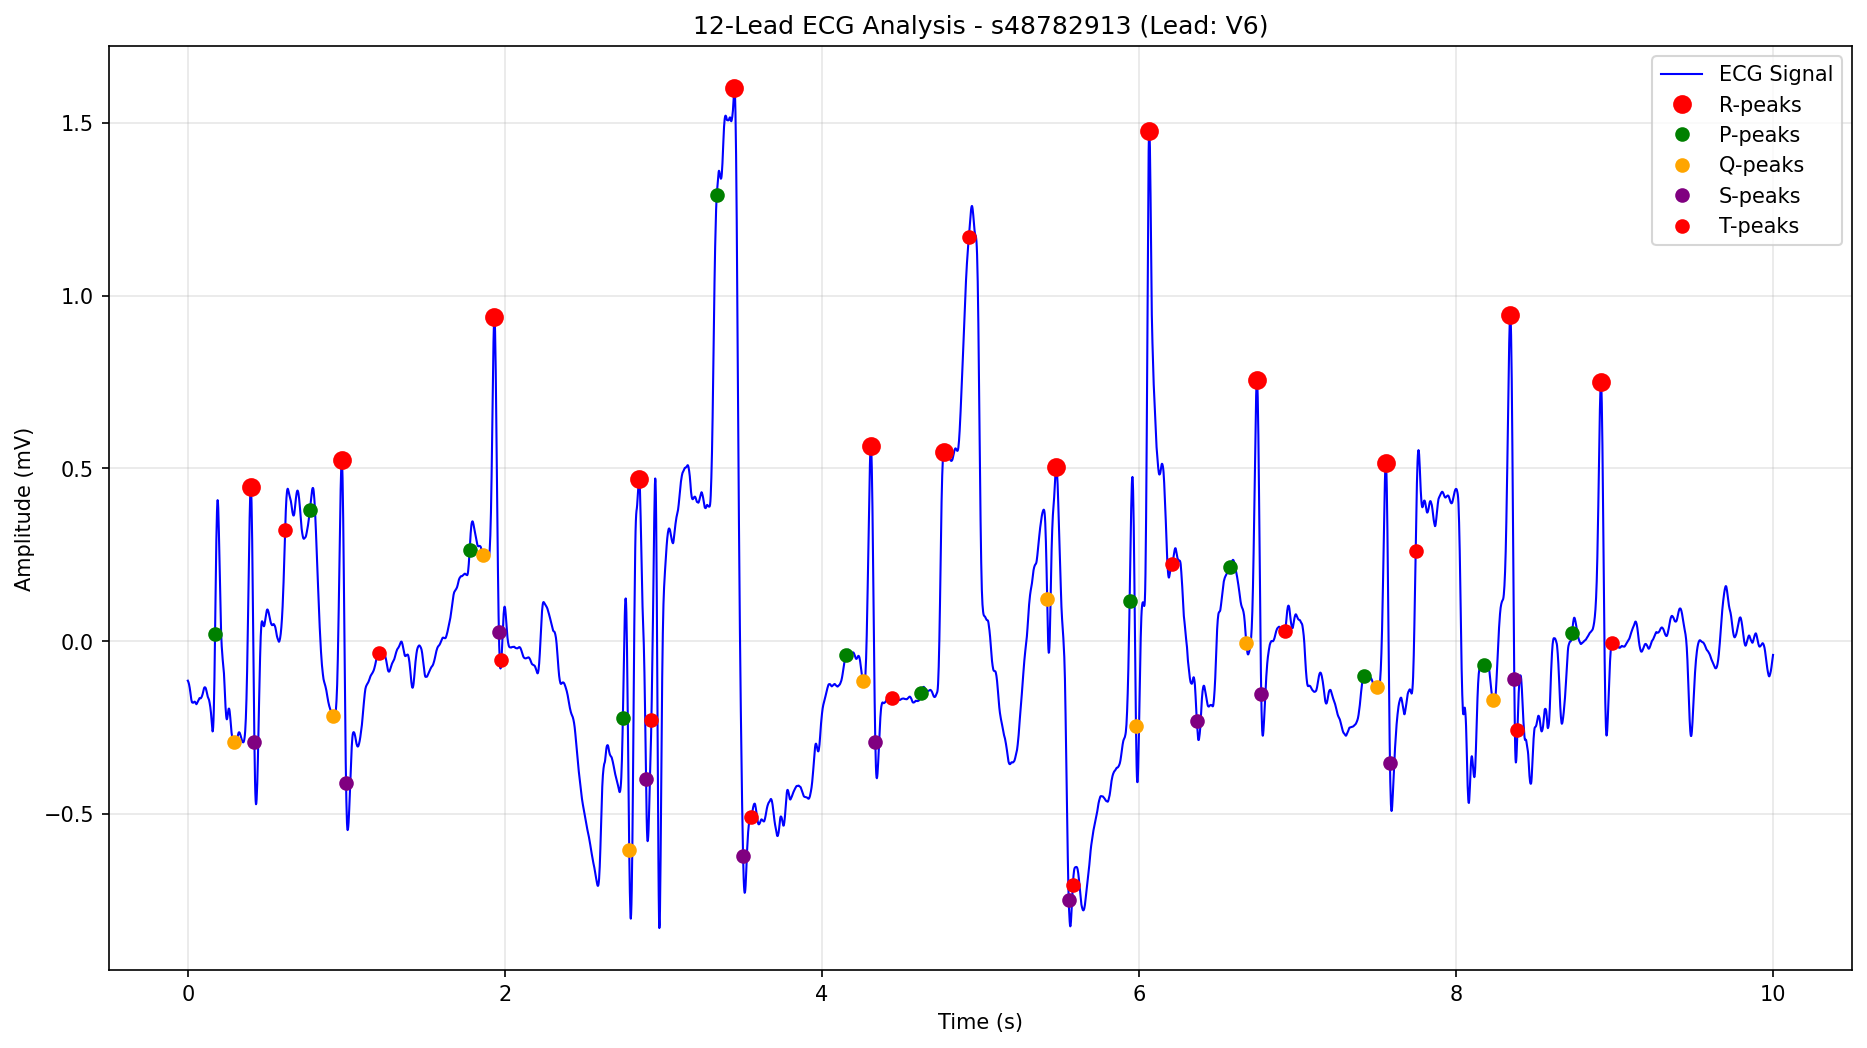 12-Lead ECG Analysis - s48782913 (Lead: V6)
ECG Signal
R-peaks
P-peaks
Q-peaks
S-peaks
T-peaks
Amplitude (mV)
1.5
1.0
0.5
0.0
−0.5
0 2 4 6 8 10
Time (s)